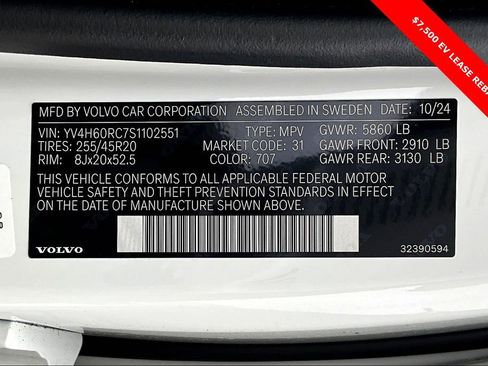 $7,500 EV LEASE
MFD BY VOLVO CAR CORPORATION ASSEMBLED IN SWEDEN DATE: 10/24
VIN: YV4H60RC7S1102551 TYPE: MPV GVWR: 5860 LB
TIRES: 255/45R20 MARKET CODE: 31 GAWR FRONT: 2910 LB
RIM: 8Jx20x52.5 COLOR: 707 GAWR REAR: 3130 LB
THIS VEHICLE CONFORMS TO ALL APPLICABLE FEDERAL MOTOR
VEHICLE SAFETY AND THEFT PREVENTION STANDARDS IN EFFECT
ON THE DATE OF MANUFACTURE SHOWN ABOVE.
VOLVO
32390594